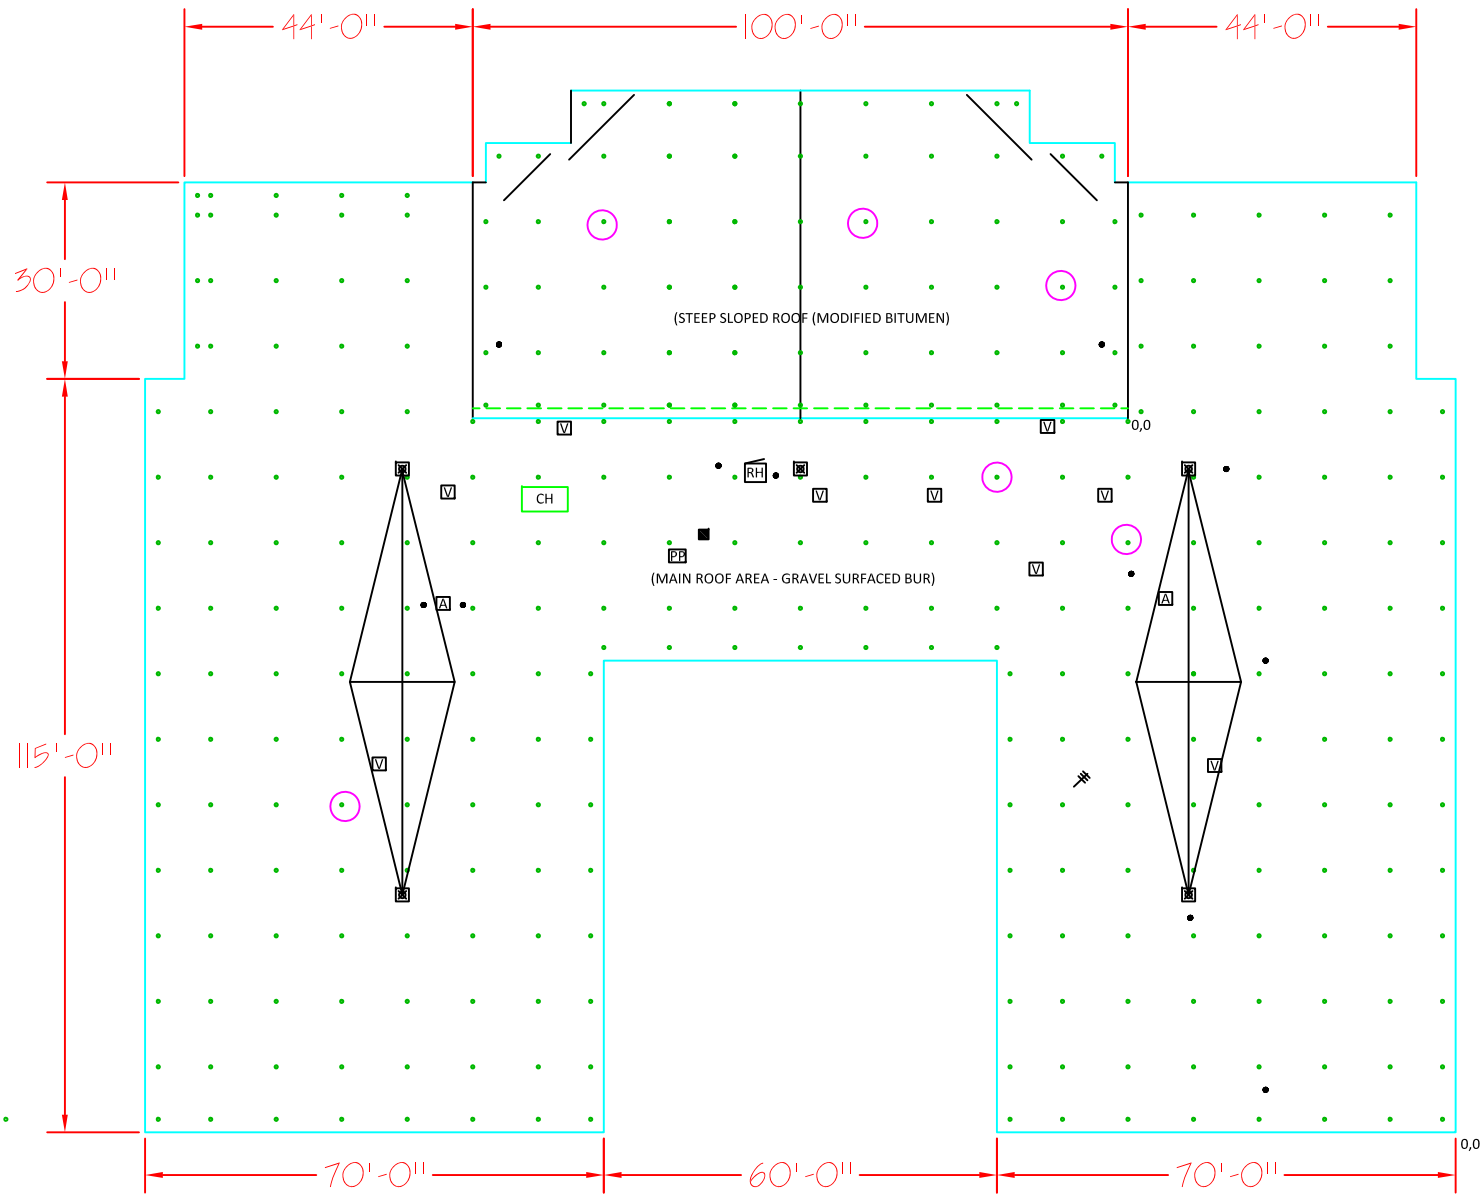 44'-0"
100'-0"
44'-0"
30'-0"
(STEEP SLOPED ROOF (MODIFIED BITUMEN)
V
V
0,0
RH
V
CH
V
V
V
PP
V
(MAIN ROOF AREA - GRAVEL SURFACED BUR)
A
A
115'-0"
V
V
0,0
70'-0"
60'-0"
70'-0"